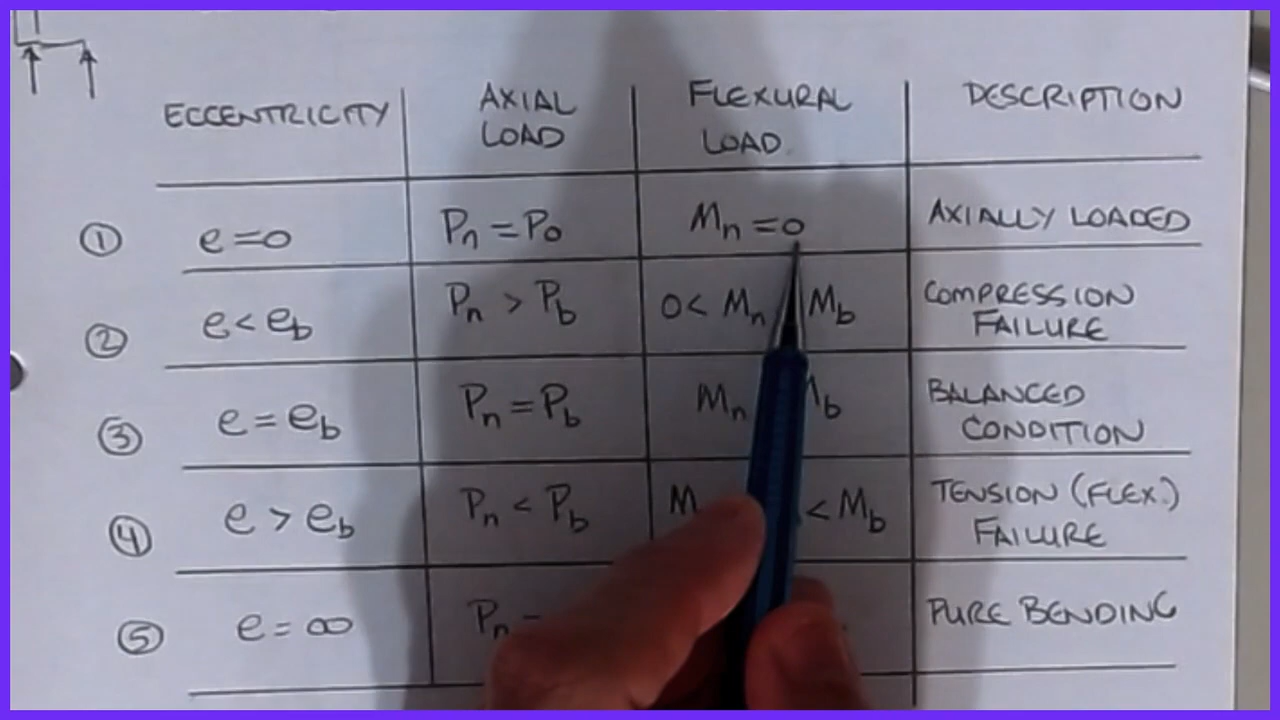 ECCENTRICITY AXIAL LOAD FLEXURAL LOAD DESCRIPTION
① e=0 Pn=Po Mn=0 AXIALLY LOADED
② e<eb Pn>Pb 0<Mn Mb COMPRESSION FAILURE
③ e=eb Pn=Pb Mn b BALANCED CONDITION
④ e>eb Pn<Pb M <Mb TENSION (FLEX.) FAILURE
⑤ e=∞ Pn PURE BENDING